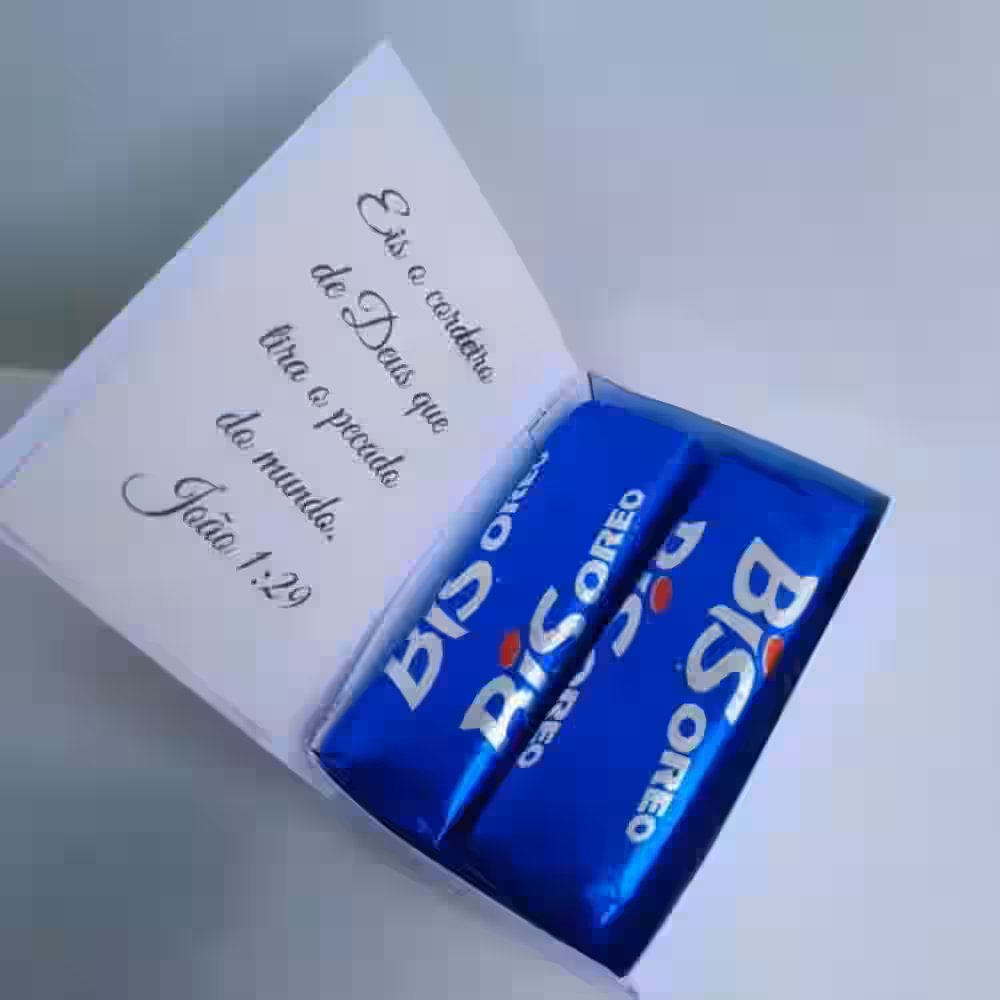 Eis o cordeiro
de Deus que
tira o pecado
do mundo.
João 1:29
BIS OREO
BIS OREO
BIS OREO
BIS OREO